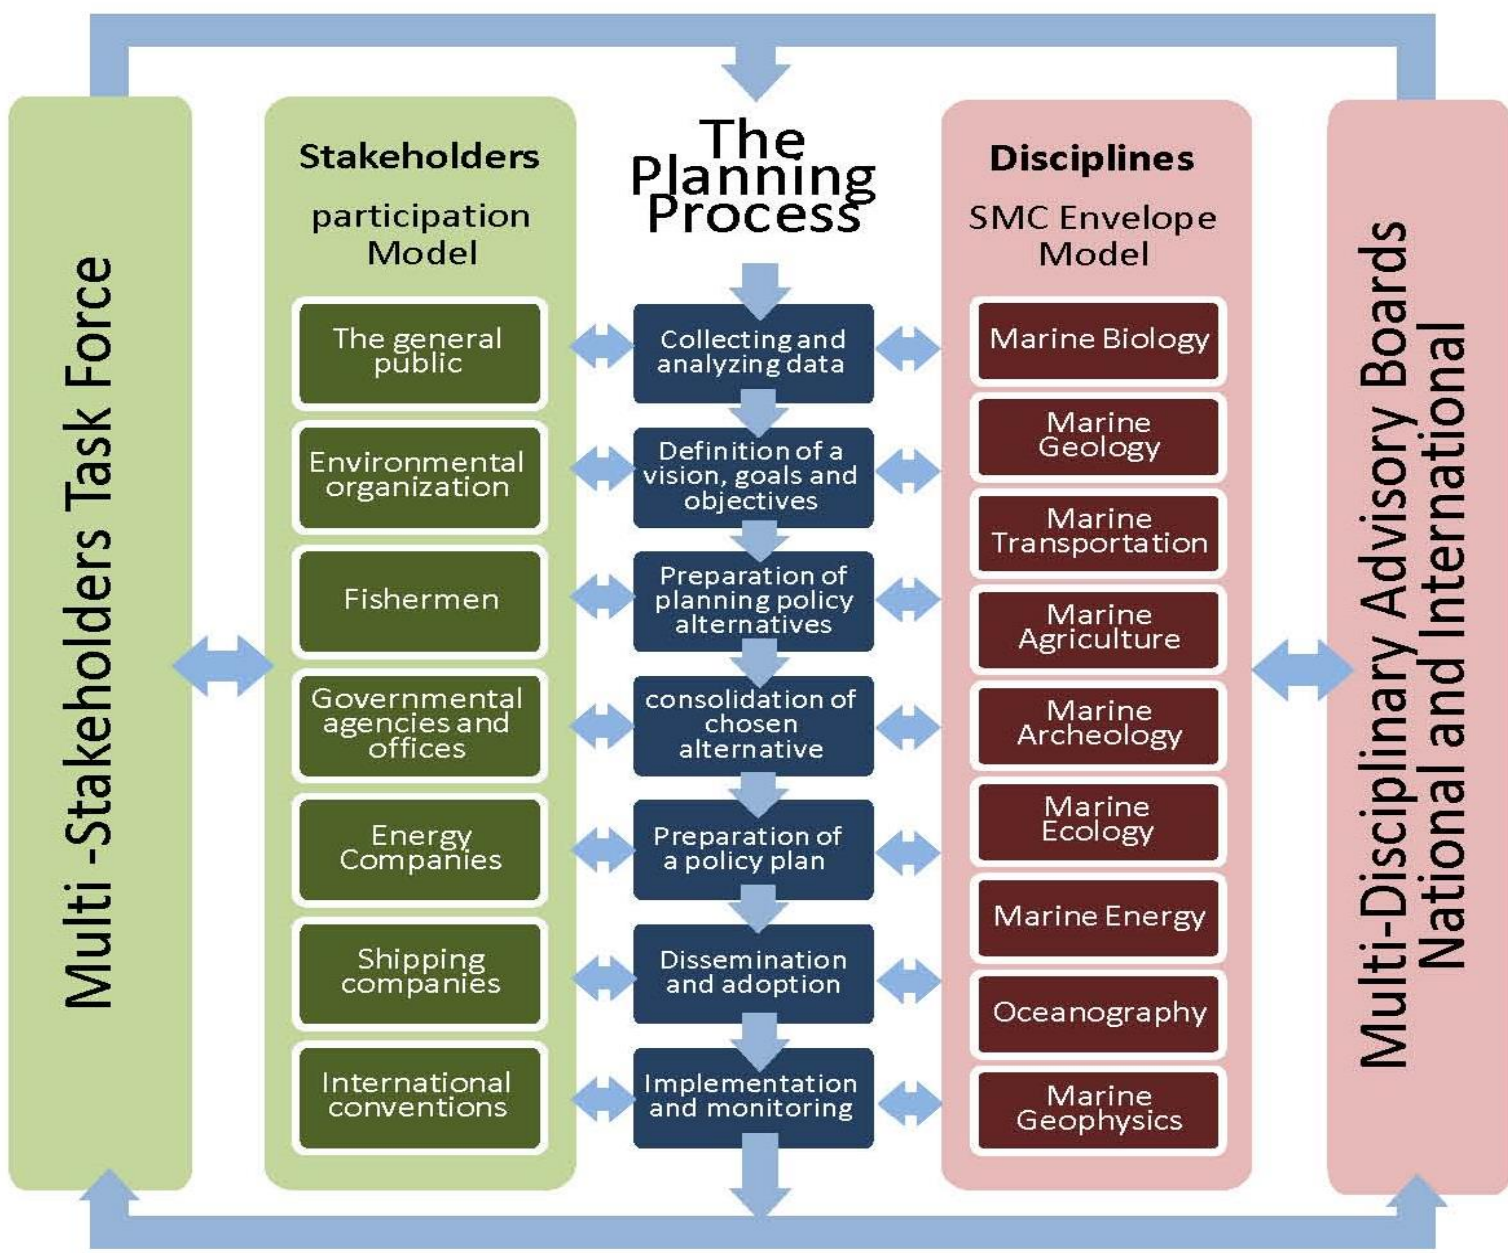 Multi -Stakeholders Task Force
Stakeholders
participation
Model
The general
public
Environmental
organization
Fishermen
Governmental
agencies and
offices
Energy
Companies
Shipping
companies
International
conventions
The
Planning
Process
Collecting and
analyzing data
Definition of a
vision, goals and
objectives
Preparation of
planning policy
alternatives
consolidation of
chosen
alternative
Preparation of
a policy plan
Dissemination
and adoption
Implementation
and monitoring
Disciplines
SMC Envelope
Model
Marine Biology
Marine
Geology
Marine
Transportation
Marine
Agriculture
Marine
Archeology
Marine
Ecology
Marine Energy
Oceanography
Marine
Geophysics
Multi-Disciplinary Advisory Boards
National and International